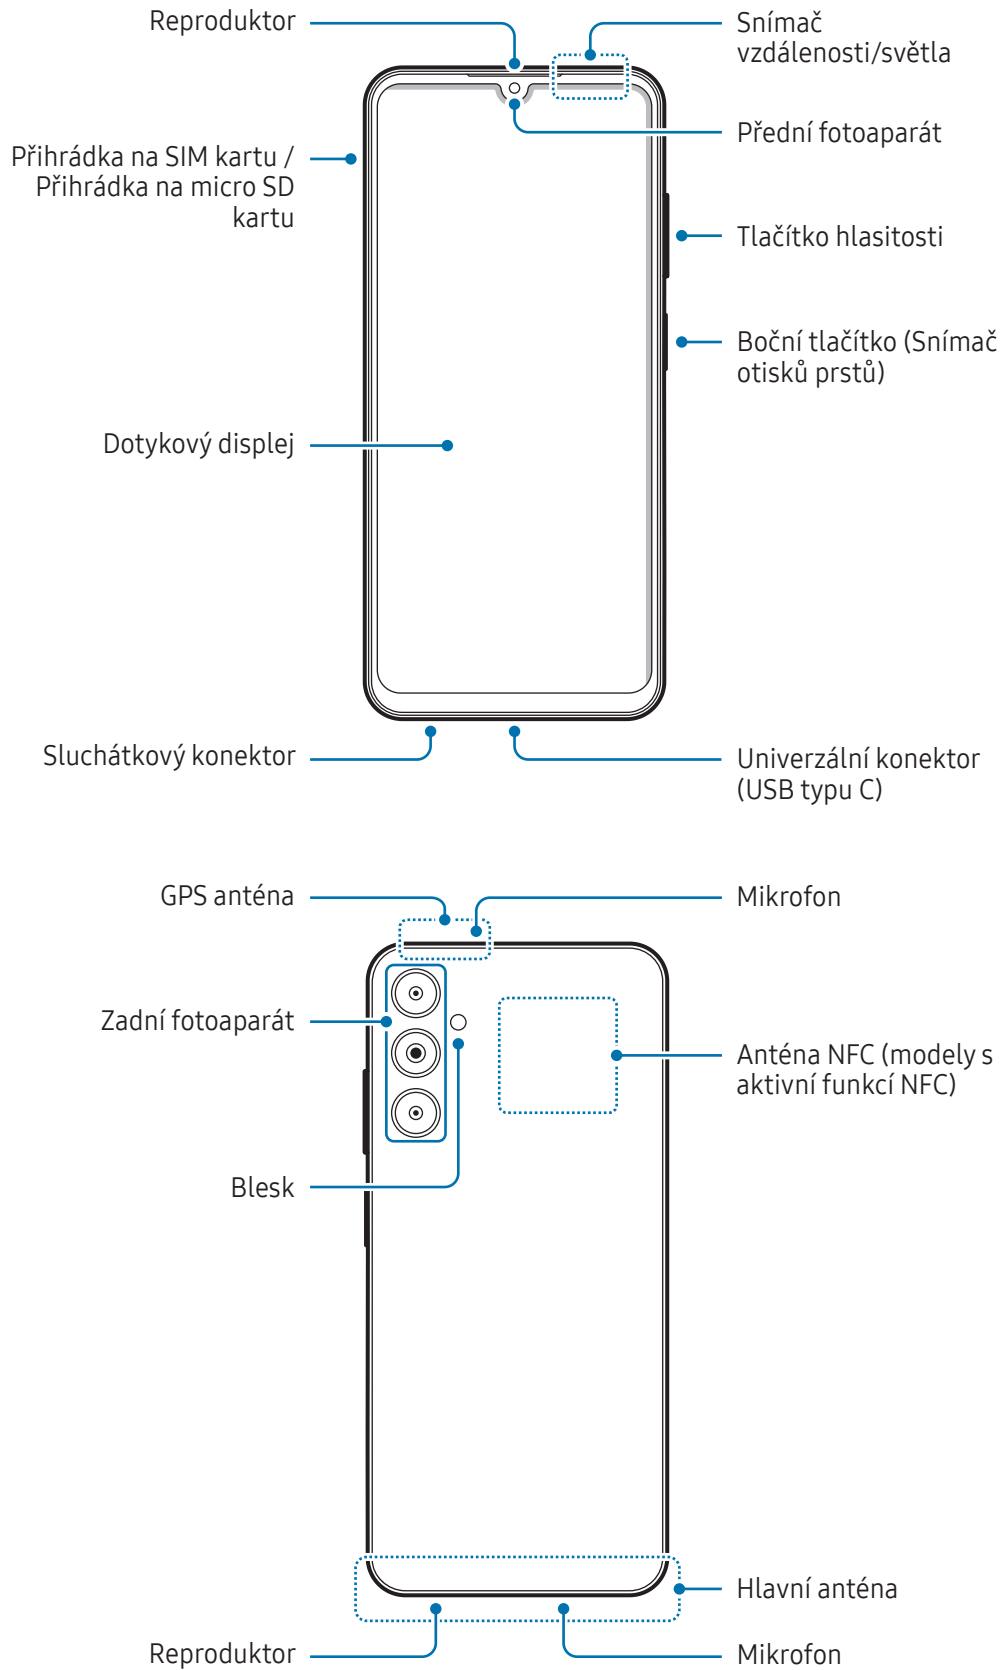 Reproduktor
Snímač
vzdálenosti/světla
Přední fotoaparát
Přihrádka na SIM kartu /
Přihrádka na micro SD
kartu
Tlačítko hlasitosti
Boční tlačítko (Snímač
otisků prstů)
Dotykový displej
Sluchátkový konektor
Univerzální konektor
(USB typu C)
GPS anténa
Mikrofon
Zadní fotoaparát
Anténa NFC (modely s
aktivní funkcí NFC)
Blesk
Hlavní anténa
Reproduktor
Mikrofon